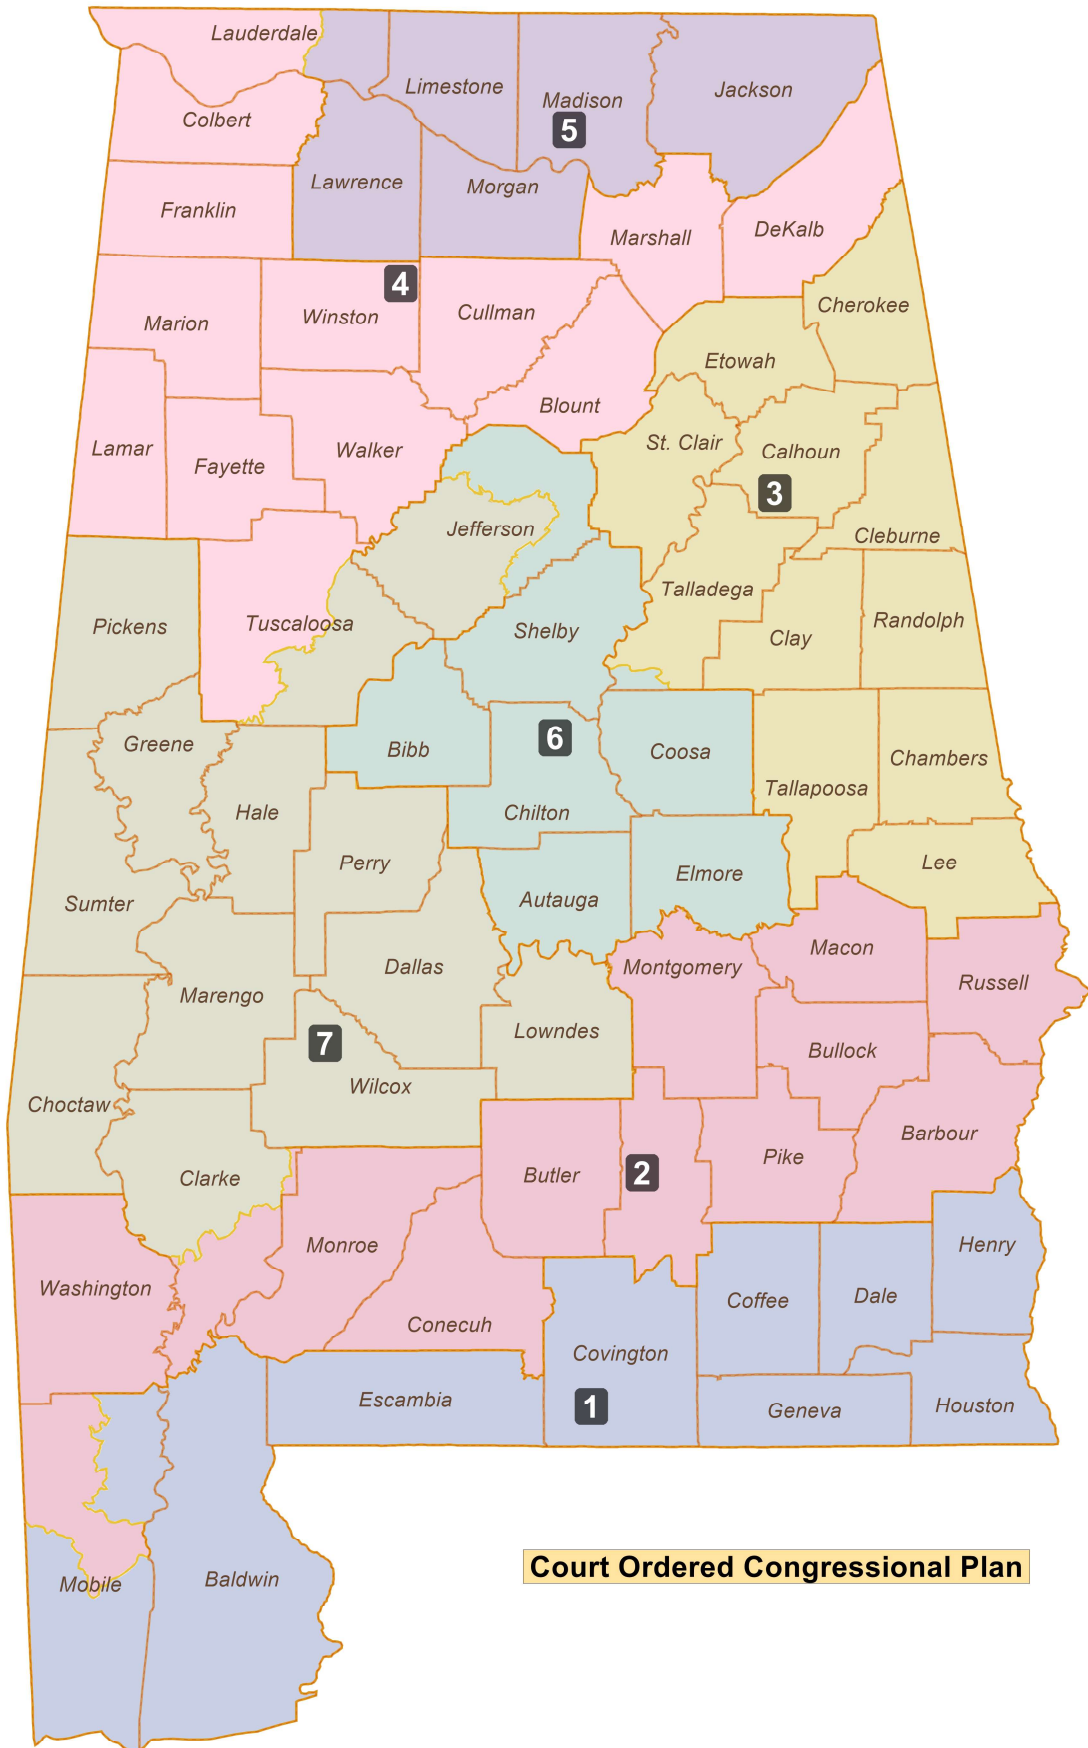 Lauderdale
Limestone
Madison
Jackson
5
Colbert
Lawrence
Morgan
Franklin
Marshall
DeKalb
4
Marion
Winston
Cullman
Cherokee
Etowah
Blount
Lamar
Fayette
Walker
St. Clair
Calhoun
3
Jefferson
Cleburne
Talladega
Pickens
Tuscaloosa
Shelby
Clay
Randolph
Greene
Bibb
6
Coosa
Chambers
Tallapoosa
Hale
Chilton
Perry
Lee
Sumter
Autauga
Elmore
Macon
Marengo
Dallas
Montgomery
Russell
7
Lowndes
Bullock
Choctaw
Wilcox
Barbour
Clarke
Butler
2
Pike
Washington
Monroe
Henry
Coffee
Dale
Conecuh
Covington
Escambia
1
Geneva
Houston
Mobile
Baldwin
Court Ordered Congressional Plan